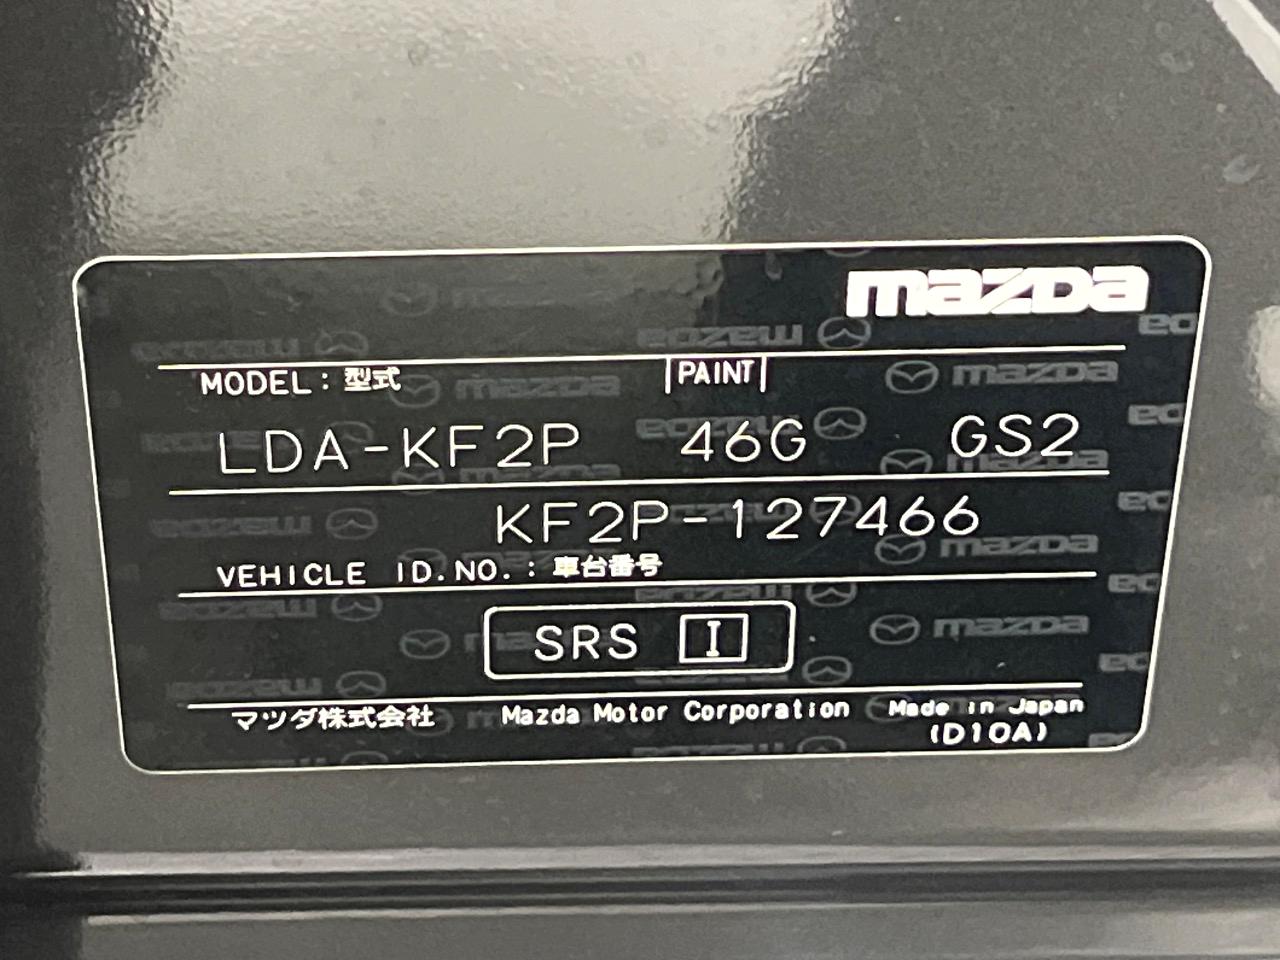 mazda
MODEL : 型式 PAINT
LDA-KF2P 46G GS2
KF2P-127466
VEHICLE ID.NO. : 車台番号
SRS I
マツダ株式会社 Mazda Motor Corporation Made in Japan
(D10A)